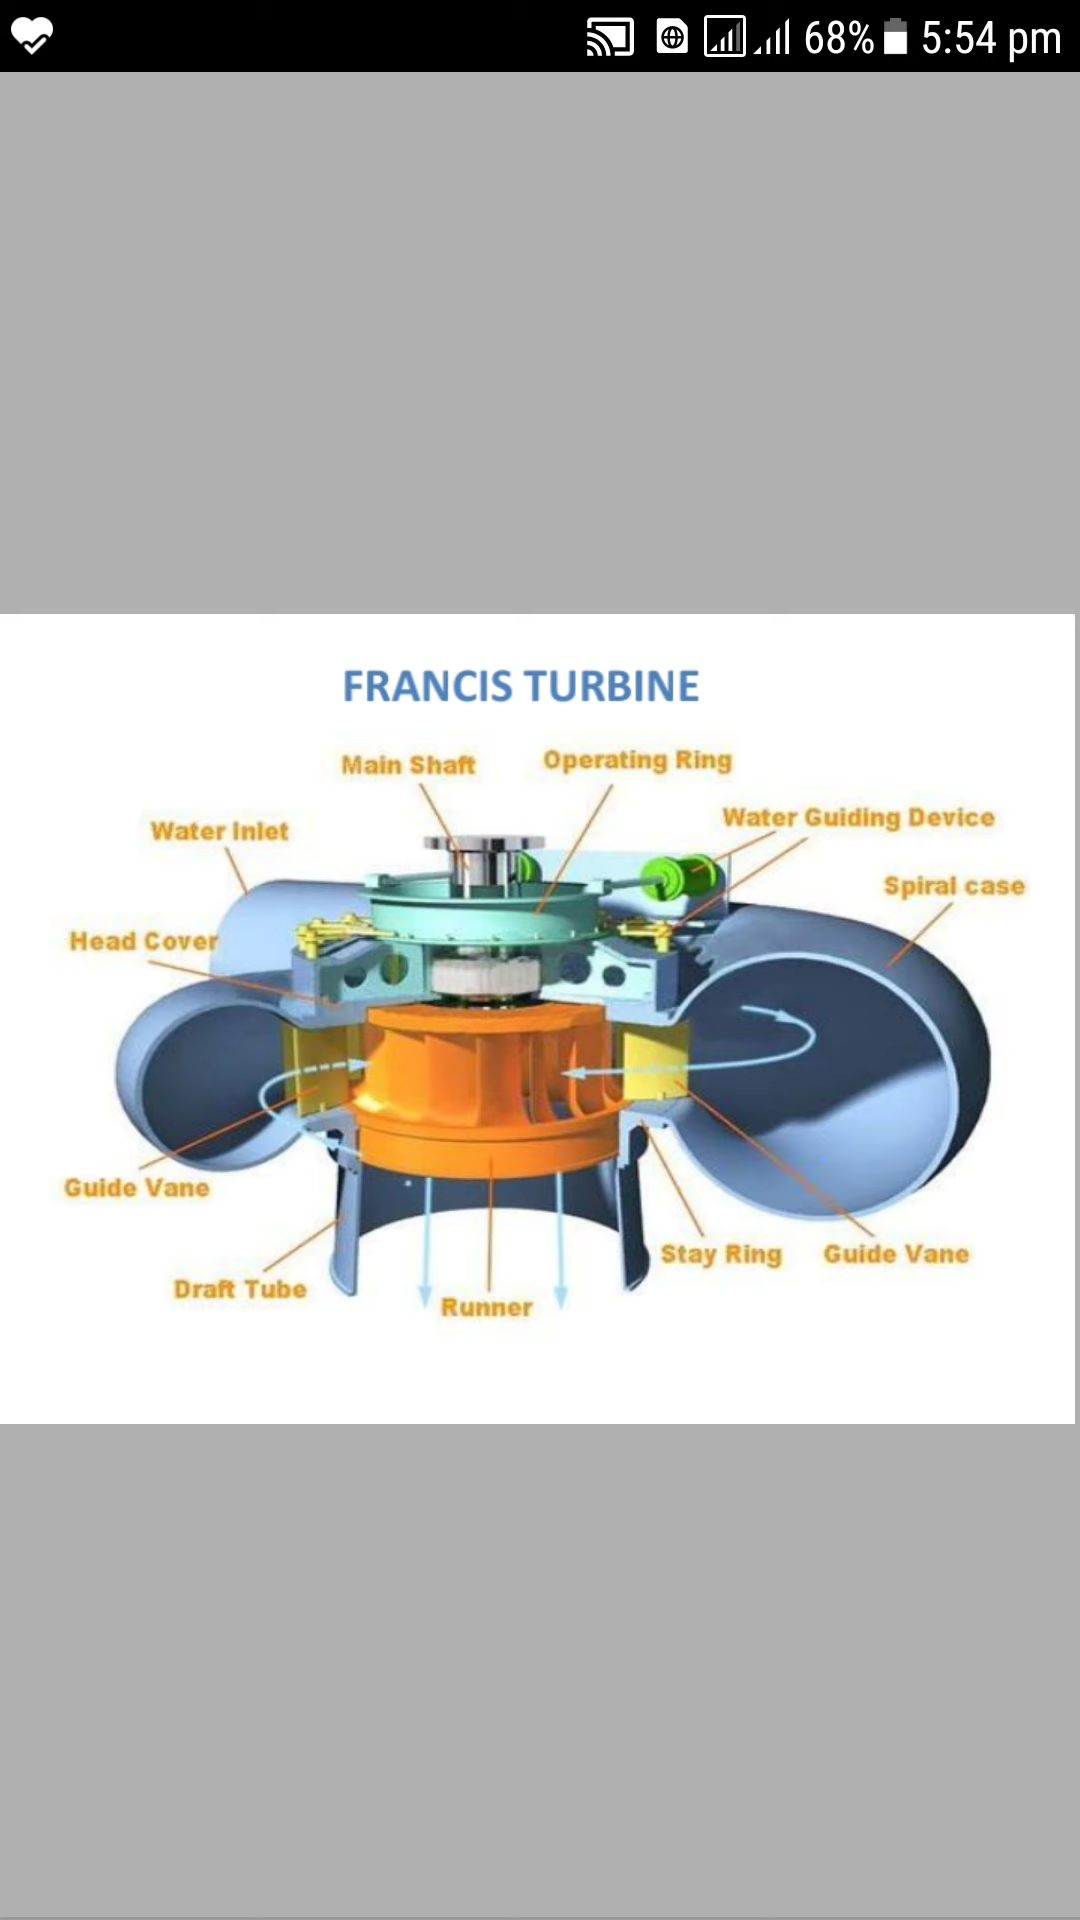 68% 5:54 pm
FRANCIS TURBINE
Main Shaft
Operating Ring
Water Inlet
Water Guiding Device
Spiral case
Head Cover
Guide Vane
Stay Ring
Guide Vane
Draft Tube
Runner